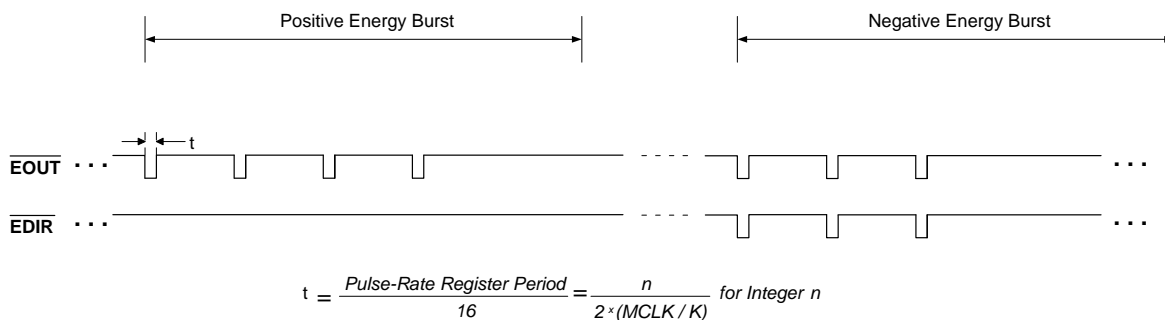 Positive Energy Burst
Negative Energy Burst
t
EOUT ... ...
EDIR ... ...
t = Pulse-Rate Register Period / 16 = n / 2 x (MCLK / K) for Integer n